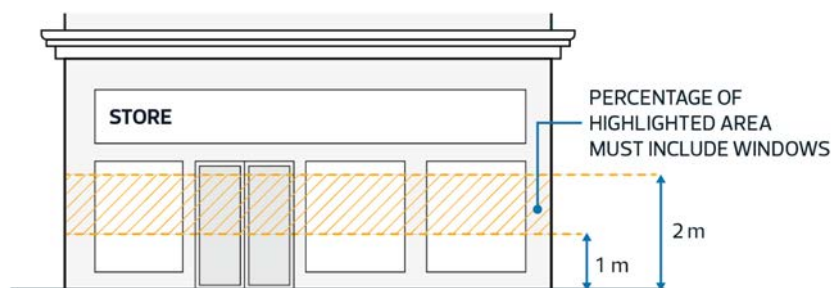 STORE
PERCENTAGE OF
HIGHLIGHTED AREA
MUST INCLUDE WINDOWS
2 m
1 m